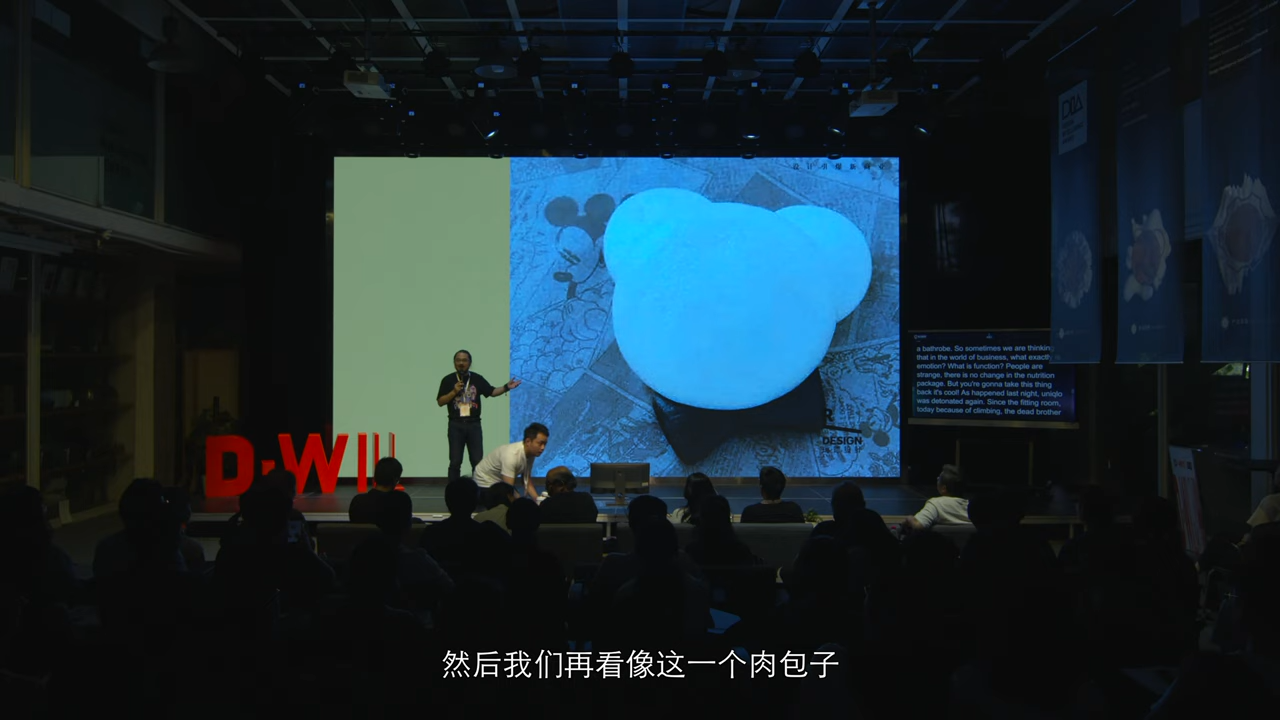 DIA
R
DESIGN
a bathrobe. So sometimes we are thinking
that in the world of business, what exactly is
emotion? What is function? People are
strange, there is no change in the nutrition
package. But you're gonna take this thing
back it's cool! As happened last night, uniqlo
was detonated again. Since the fitting room,
today because of climbing, the dead brother
D·WILL
然后我们再看像这一个肉包子